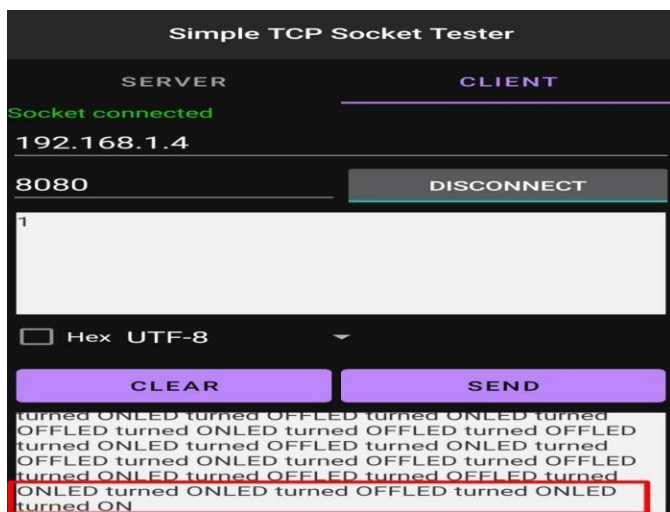 Simple TCP Socket Tester
SERVER CLIENT
Socket connected
192.168.1.4
8080 DISCONNECT
1
Hex UTF-8
CLEAR SEND
turned ONLED turned OFFLED turned ONLED turned
OFFLED turned ONLED turned OFFLED turned OFFLED
turned ONLED turned OFFLED turned ONLED turned
OFFLED turned ONLED turned OFFLED turned OFFLED
turned ONLED turned OFFLED turned OFFLED turned
ONLED turned ONLED turned OFFLED turned ONLED
turned ON